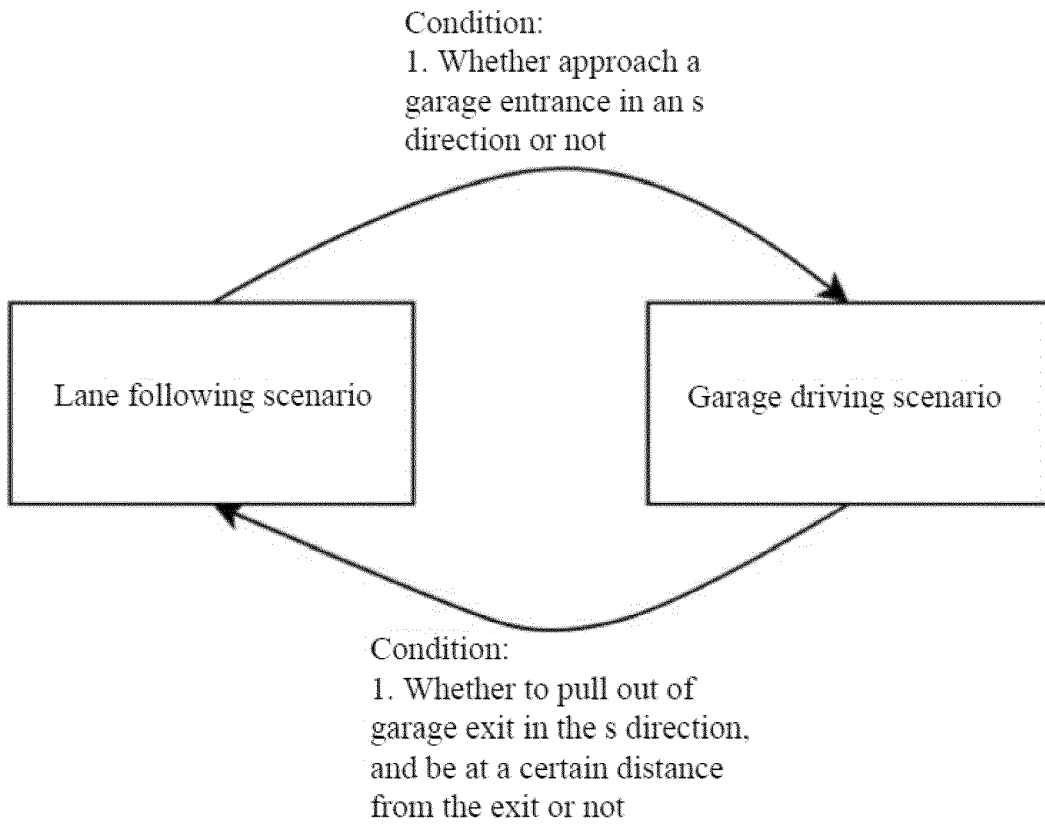 Condition:
1. Whether approach a
garage entrance in an s
direction or not
Lane following scenario
Garage driving scenario
Condition:
1. Whether to pull out of
garage exit in the s direction,
and be at a certain distance
from the exit or not